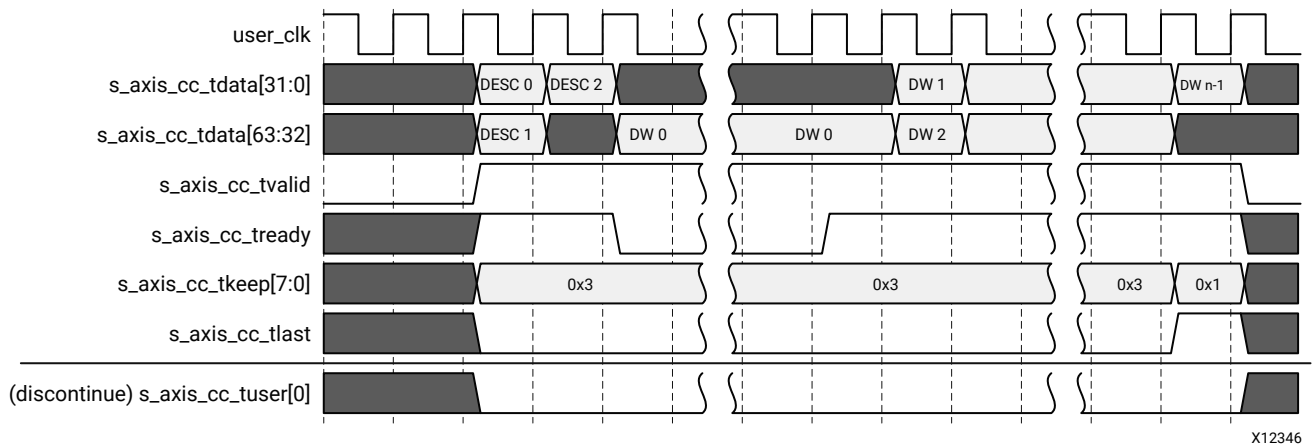 user_clk
s_axis_cc_tdata[31:0] DESC 0 DESC 2 DW 1 DW n-1
s_axis_cc_tdata[63:32] DESC 1 DW 0 DW 0 DW 2
s_axis_cc_tvalid
s_axis_cc_tready
s_axis_cc_tkeep[7:0] 0x3 0x3 0x3 0x1
s_axis_cc_tlast
(discontinue) s_axis_cc_tuser[0]
X12346